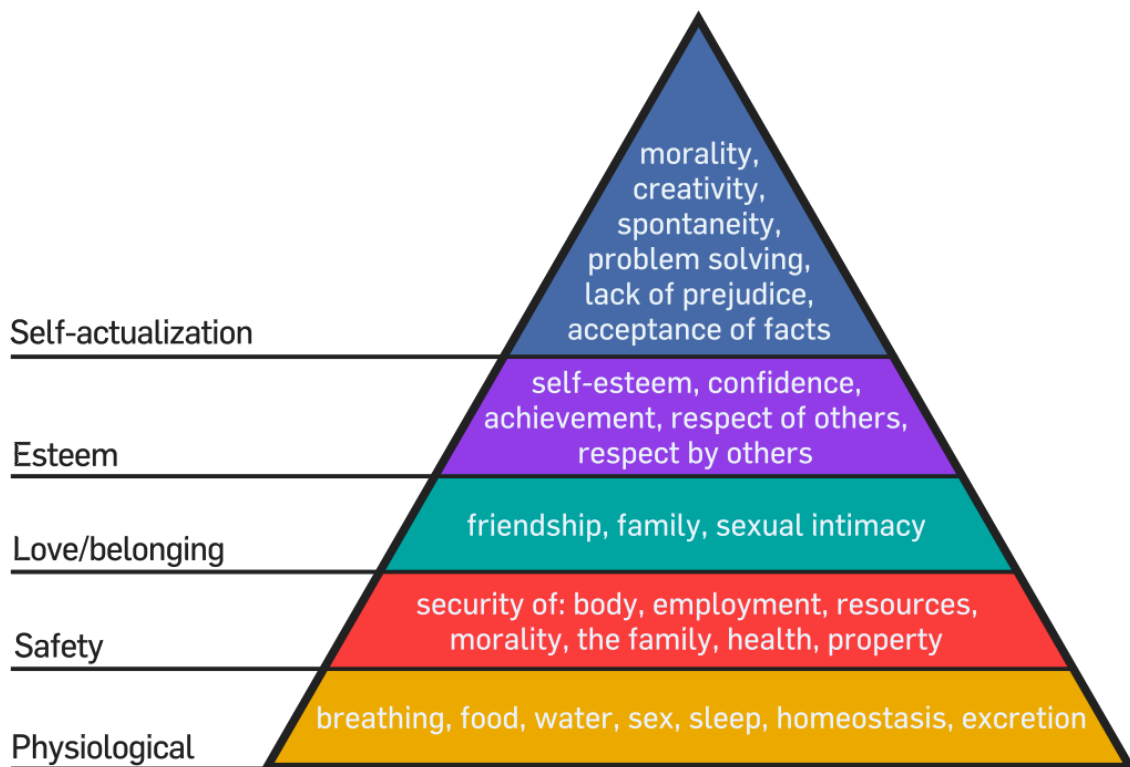 morality,
creativity,
spontaneity,
problem solving,
lack of prejudice,
acceptance of facts
Self-actualization
self-esteem, confidence,
achievement, respect of others,
respect by others
Esteem
friendship, family, sexual intimacy
Love/belonging
security of: body, employment, resources,
morality, the family, health, property
Safety
breathing, food, water, sex, sleep, homeostasis, excretion
Physiological